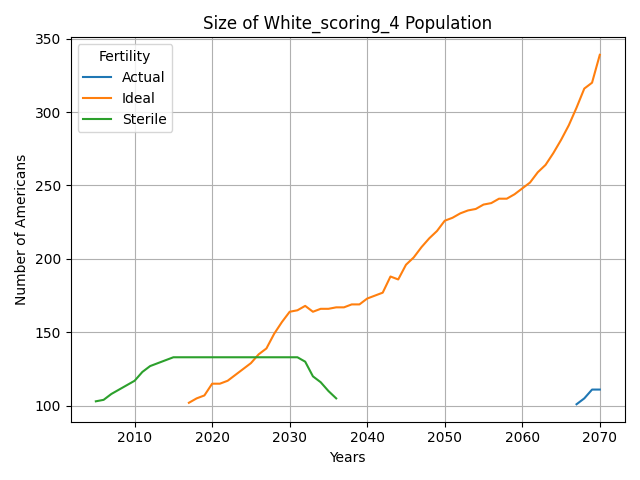 Size of White_scoring_4 Population
Number of Americans
350
300
250
200
150
100
Fertility
Actual
Ideal
Sterile
2010 2020 2030 2040 2050 2060 2070
Years